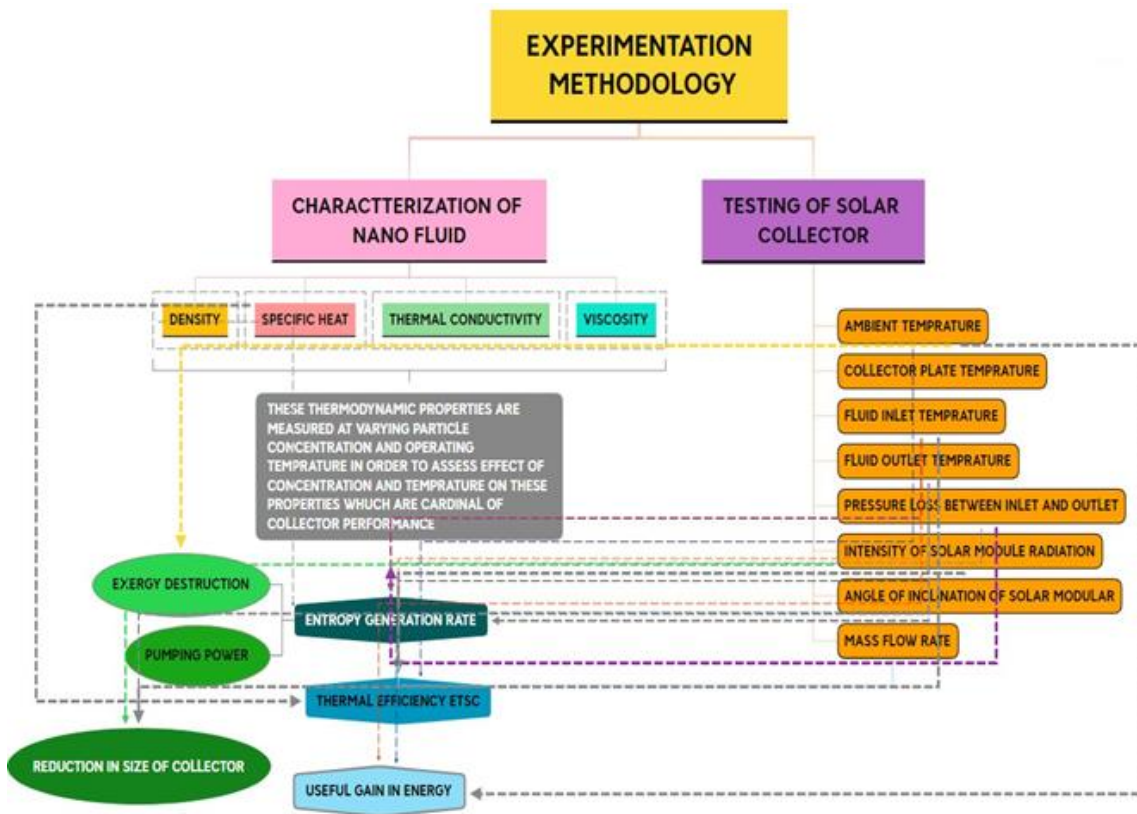 EXPERIMENTATION
METHODOLOGY
CHARACTTERIZATION OF
NANO FLUID
TESTING OF SOLAR
COLLECTOR
DENSITY
SPECIFIC HEAT
THERMAL CONDUCTIVITY
VISCOSITY
AMBIENT TEMPRATURE
COLLECTOR PLATE TEMPRATURE
FLUID INLET TEMPRATURE
FLUID OUTLET TEMPRATURE
PRESSURE LOSS BETWEEN INLET AND OUTLET
INTENSITY OF SOLAR MODULE RADIATION
ANGLE OF INCLINATION OF SOLAR MODULAR
MASS FLOW RATE
THESE THERMODYNAMIC PROPERTIES ARE
MEASURED AT VARYING PARTICLE
CONCENTRATION AND OPERATING
TEMPRATURE IN ORDER TO ASSESS EFFECT OF
CONCENTRATION AND TEMPRATURE ON THESE
PROPERTIES WHUCH ARE CARDINAL OF
COLLECTOR PERFORMANCE
EXERGY DESTRUCTION
ENTROPY GENERATION RATE
PUMPING POWER
THERMAL EFFICIENCY ETSC
REDUCTION IN SIZE OF COLLECTOR
USEFUL GAIN IN ENERGY